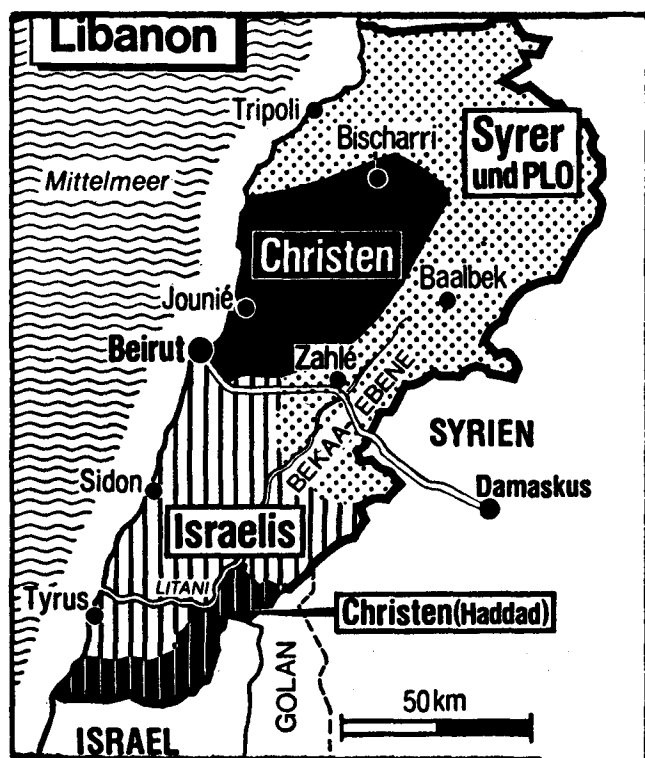 Libanon
Tripoli
Bischarri
Syrer
und PLO
Mittelmeer
Christen
Baalbek
Jounié
Beirut
Zahlé
BEKAA-EBENE
SYRIEN
Sidon
Damaskus
Israelis
LITANI
Tyrus
Christen (Haddad)
GOLAN
50km
ISRAEL